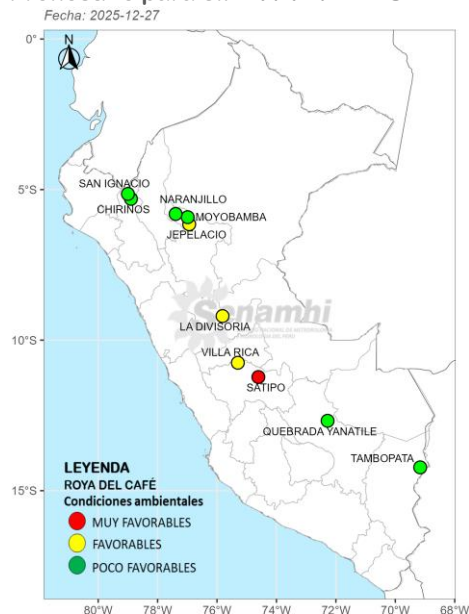 Fecha: 2025-12-27
N
0°
5°S
10°S
15°S
SAN IGNACIO
CHIRINOS
NARANJILLO
MOYOBAMBA
JEPELACIO
Senamhi
LA DIVISORIA
VILLA RICA
SATIPO
QUEBRADA YANATILE
TAMBOPATA
LEYENDA
ROYA DEL CAFÉ
Condiciones ambientales
MUY FAVORABLES
FAVORABLES
POCO FAVORABLES
80°W 78°W 76°W 74°W 72°W 70°W 68°W